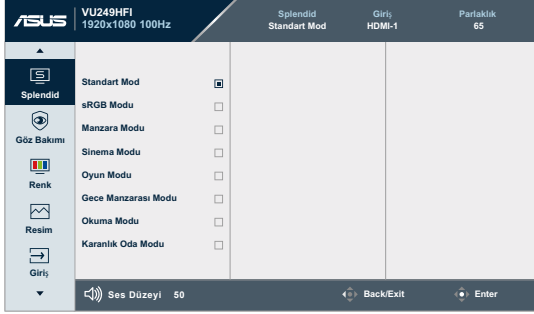 ASUS
VU249HFI
1920x1080 100Hz
Splendid
Standart Mod
Giriş
HDMI-1
Parlaklık
65
Splendid
Göz Bakımı
Renk
Resim
Giriş
Standart Mod
sRGB Modu
Manzara Modu
Sinema Modu
Oyun Modu
Gece Manzarası Modu
Okuma Modu
Karanlık Oda Modu
Ses Düzeyi 50
Back/Exit
Enter